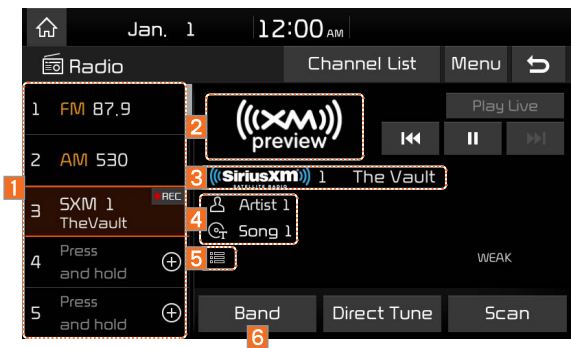 Jan. 1 12:00 AM
Radio Channel List Menu
1 FM 87.9
2 AM 530
3 SXM 1 REC
TheVault
4 Press
and hold
5 Press
and hold
1
2
((XM))
preview
Play Live
3 SiriusXM 1 The Vault
SATELLITE RADIO
4 Artist 1
Song 1
5
WEAK
Band Direct Tune Scan
6